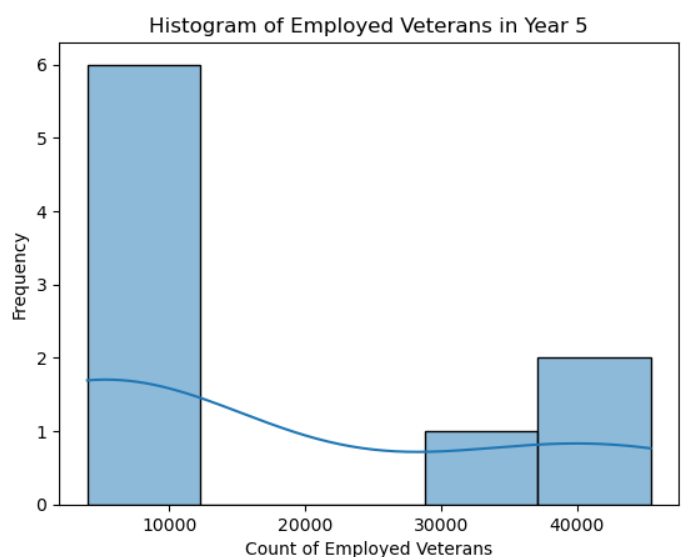 Histogram of Employed Veterans in Year 5
6
5
4
3
2
1
0
Frequency
10000 20000 30000 40000
Count of Employed Veterans